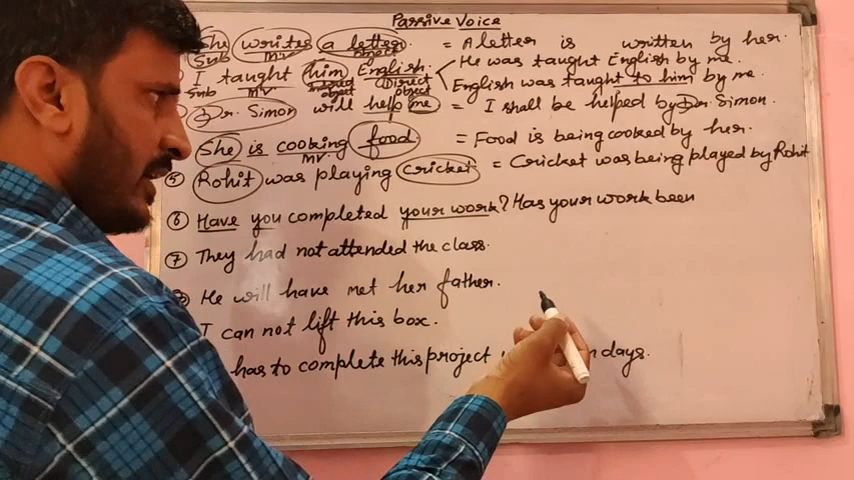 Passive Voice
She writes a letter. = A letter is written by her.
Sub M.V object
I taught him English. He was taught English by me.
Sub M.V object Direct object English was taught to him by me.
Dr. Simon will help me = I shall be helped by Dr. Simon.
She is cooking food = Food is being cooked by her.
M.V.
⑤ Rohit was playing cricket = Cricket was being played by Rohit
⑥ Have you completed your work? Has your work been
⑦ They had not attended the class.
He will have met her father.
I can not lift this box.
has to complete this project days.